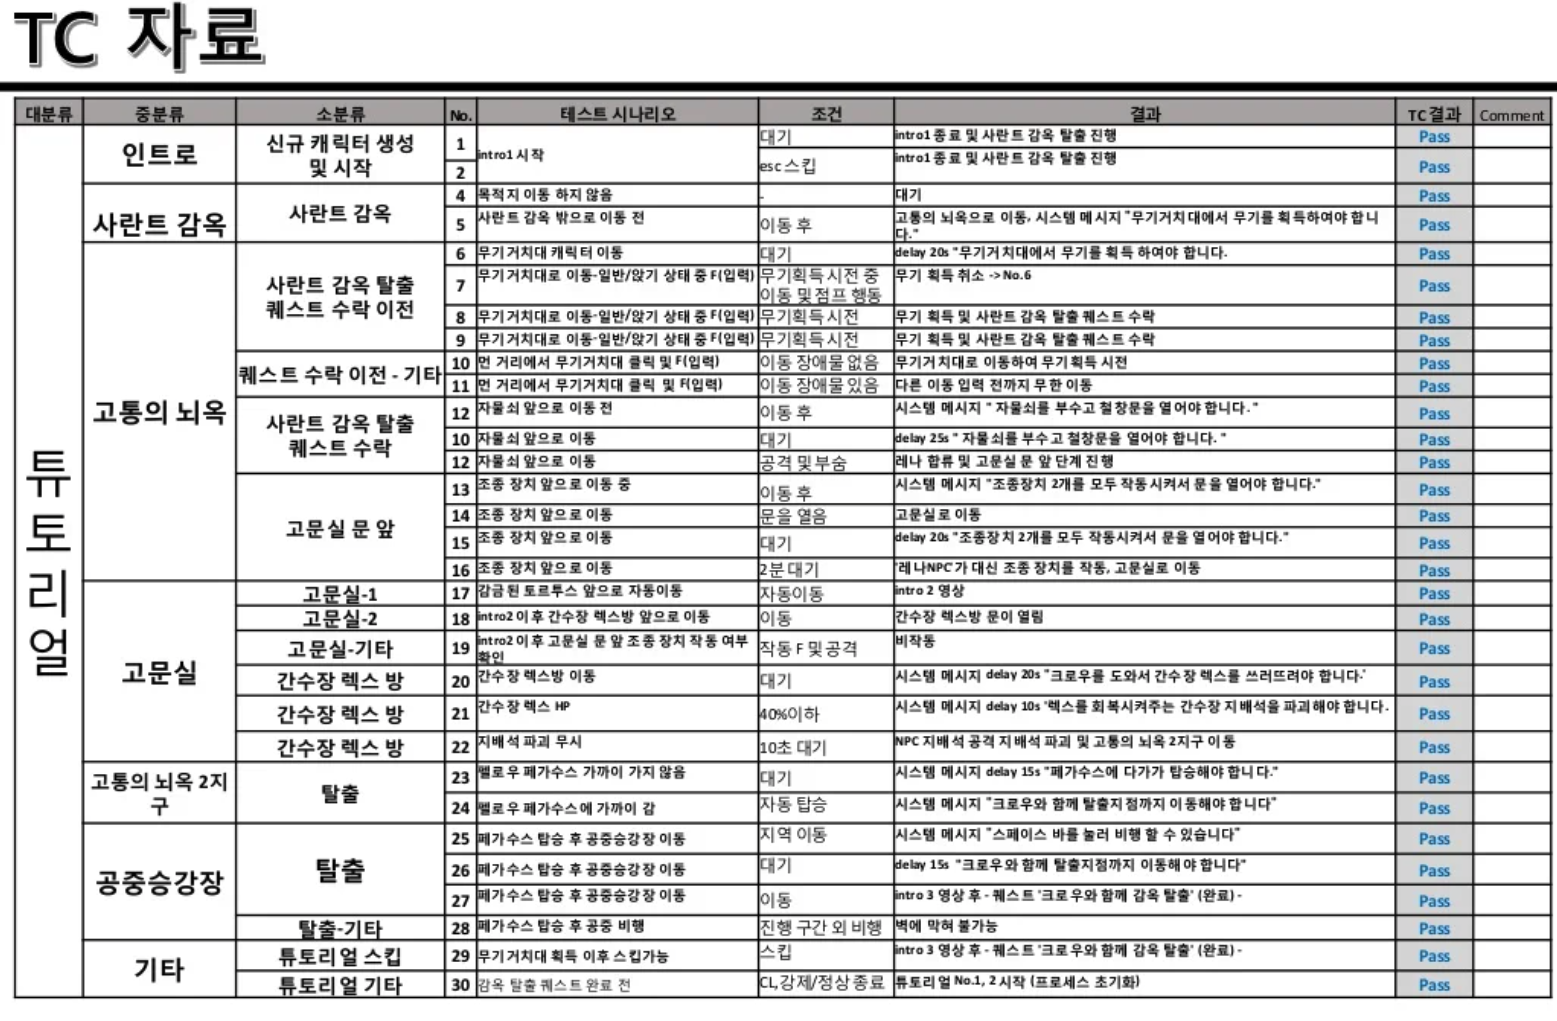 TC 자료
대분류 중분류 소분류 No. 테스트 시나리오 조건 결과 TC결과 Comment
튜토리얼
인트로 신규 캐릭터 생성 및 시작 1 intro1 시작 대기 intro1 종료 및 사란트 감옥 탈출 진행 Pass
2 esc 스킵 intro1 종료 및 사란트 감옥 탈출 진행 Pass
사란트 감옥 사란트 감옥 4 목적지 이동 하지 않음 - 대기 Pass
5 사란트 감옥 밖으로 이동 전 이동 후 고통의 뇌옥으로 이동, 시스템 메시지 "무기거치대에서 무기를 획득하여야 합니다." Pass
고통의 뇌옥 사란트 감옥 탈출 퀘스트 수락 이전 6 무기거치대 캐릭터 이동 대기 delay 20s "무기거치대에서 무기를 획득 하여야 합니다. Pass
7 무기거치대로 이동-일반/앉기 상태 중 F(입력) 무기획득시전 중 이동 및 점프 행동 무기 획득 취소 ->No.6 Pass
8 무기거치대로 이동-일반/앉기 상태 중 F(입력) 무기획득시전 무기 획득 및 사란트 감옥 탈출 퀘스트 수락 Pass
9 무기거치대로 이동-일반/앉기 상태 중 F(입력) 무기획득시전 무기 획득 및 사란트 감옥 탈출 퀘스트 수락 Pass
퀘스트 수락 이전 - 기타 10 먼 거리에서 무기거치대 클릭 및 F(입력) 이동 장애물 없음 무기거치대로 이동하여 무기획득 시전 Pass
11 먼 거리에서 무기거치대 클릭 및 F(입력) 이동 장애물 있음 다른 이동 입력 전까지 무한 이동 Pass
사란트 감옥 탈출 퀘스트 수락 12 자물쇠 앞으로 이동 전 이동 후 시스템 메시지 " 자물쇠를 부수고 철창문을 열어야 합니다. " Pass
10 자물쇠 앞으로 이동 대기 delay 25s " 자물쇠를 부수고 철창문을 열어야 합니다. " Pass
12 자물쇠 앞으로 이동 공격 및 부숨 레나 합류 및 고문실 문 앞 단계 진행 Pass
고문실 문 앞 13 조종 장치 앞으로 이동 중 이동 후 시스템 메시지 "조종장치 2개를 모두 작동시켜서 문을 열어야 합니다." Pass
14 조종 장치 앞으로 이동 문을 열음 고문실로 이동 Pass
15 조종 장치 앞으로 이동 대기 delay 20s "조종장치 2개를 모두 작동시켜서 문을 열어야 합니다." Pass
16 조종 장치 앞으로 이동 2분 대기 '레나NPC'가 대신 조종 장치를 작동, 고문실로 이동 Pass
고문실 고문실-1 17 감금된 토르투스 앞으로 자동이동 자동이동 intro 2 영상 Pass
고문실-2 18 intro2 이후 간수장 렉스방 앞으로 이동 이동 간수장 렉스방 문이 열림 Pass
고문실-기타 19 intro2 이후 고문실 문 앞 조종 장치 작동 여부 확인 작동 F 및 공격 비작동 Pass
간수장 렉스 방 20 간수장 렉스방 이동 대기 시스템 메시지 delay 20s "크로우를 도와서 간수장 렉스를 쓰러뜨려야 합니다.' Pass
간수장 렉스 방 21 간수장 렉스 HP 40%이하 시스템 메시지 delay 10s '렉스를 회복시켜주는 간수장 지배석을 파괴해야 합니다. Pass
간수장 렉스 방 22 지배석 파괴 무시 10초 대기 NPC 지배석 공격 지배석 파괴 및 고통의 뇌옥 2지구 이동 Pass
고통의 뇌옥 2지구 탈출 23 멜로우 페가수스 가까이 가지 않음 대기 시스템 메시지 delay 15s "페가수스에 다가가 탑승해야 합니다." Pass
24 멜로우 페가수스에 가까이 감 자동 탑승 시스템 메시지 "크로우와 함께 탈출지점까지 이동해야 합니다" Pass
공중승강장 탈출 25 페가수스 탑승 후 공중승강장 이동 지역 이동 시스템 메시지 "스페이스 바를 눌러 비행 할 수 있습니다" Pass
26 페가수스 탑승 후 공중승강장 이동 대기 delay 15s "크로우와 함께 탈출지점까지 이동해야 합니다" Pass
27 페가수스 탑승 후 공중승강장 이동 이동 intro 3 영상 후 - 퀘스트 '크로우와 함께 감옥 탈출' (완료) - Pass
탈출-기타 28 페가수스 탑승 후 공중 비행 진행 구간 외 비행 벽에 막혀 불가능 Pass
기타 튜토리얼 스킵 29 무기거치대 획득 이후 스킵가능 스킵 intro 3 영상 후 - 퀘스트 '크로우와 함께 감옥 탈출' (완료) - Pass
튜토리얼 기타 30 감옥 탈출 퀘스트 완료 전 CL,강제/정상 종료 튜토리얼 No.1, 2 시작 (프로세스 초기화) Pass